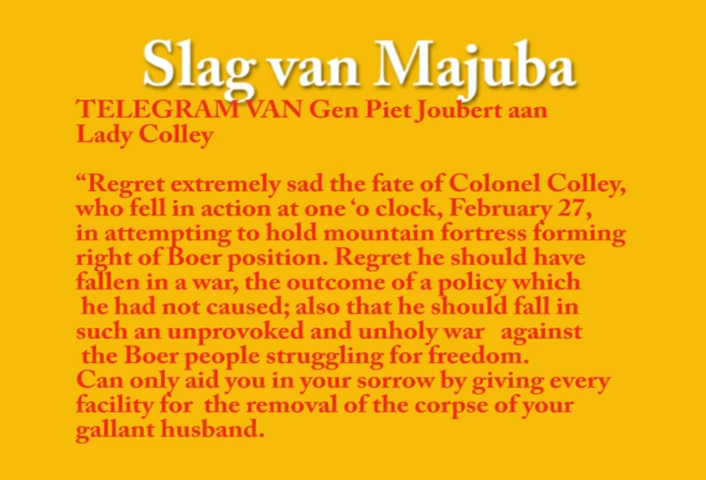 Slag van Majuba
TELEGRAM VAN Gen Piet Joubert aan
Lady Colley
“Regret extremely sad the fate of Colonel Colley,
who fell in action at one ‘o clock, February 27,
in attempting to hold mountain fortress forming
right of Boer position. Regret he should have
fallen in a war, the outcome of a policy which
he had not caused; also that he should fall in
such an unprovoked and unholy war against
the Boer people struggling for freedom.
Can only aid you in your sorrow by giving every
facility for the removal of the corpse of your
gallant husband.